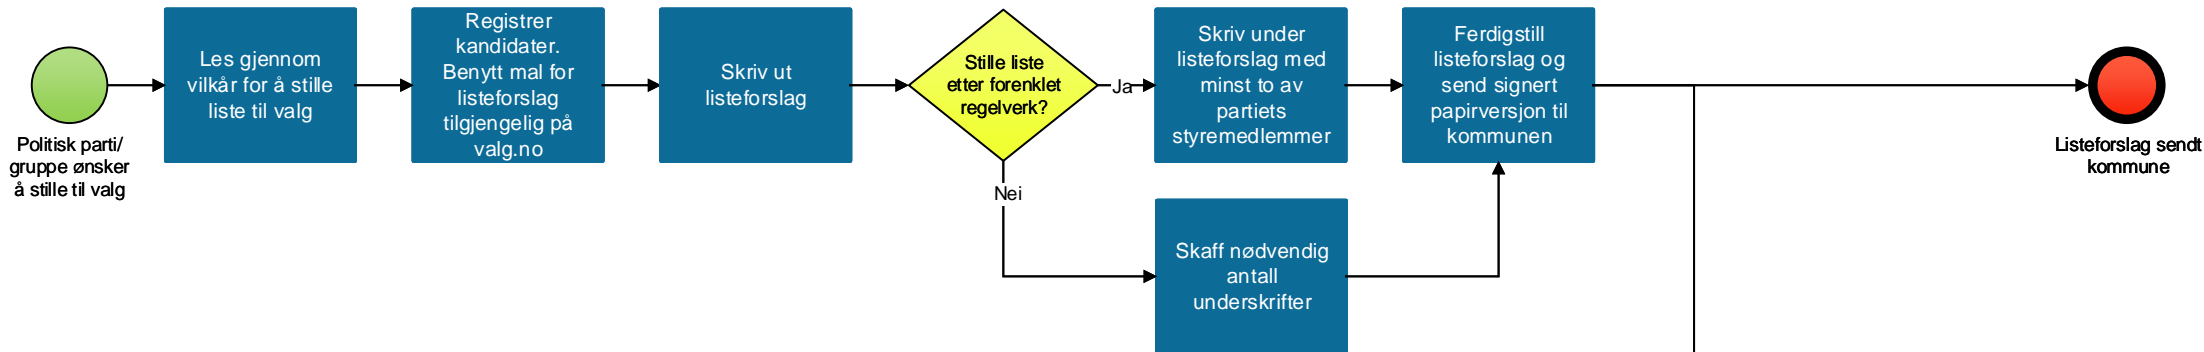 Politisk parti/
gruppe ønsker
å stille til valg
Les gjennom
vilkår for å stille
liste til valg
Registrer
kandidater.
Benytt mal for
listeforslag
tilgjengelig på
valg.no
Skriv ut
listeforslag
Stille liste
etter forenklet
regelverk?
Ja
Nei
Skriv under
listeforslag med
minst to av
partiets
styremedlemmer
Skaff nødvendig
antall
underskrifter
Ferdigstill
listeforslag og
send signert
papirversjon til
kommunen
Listeforslag sendt
kommune